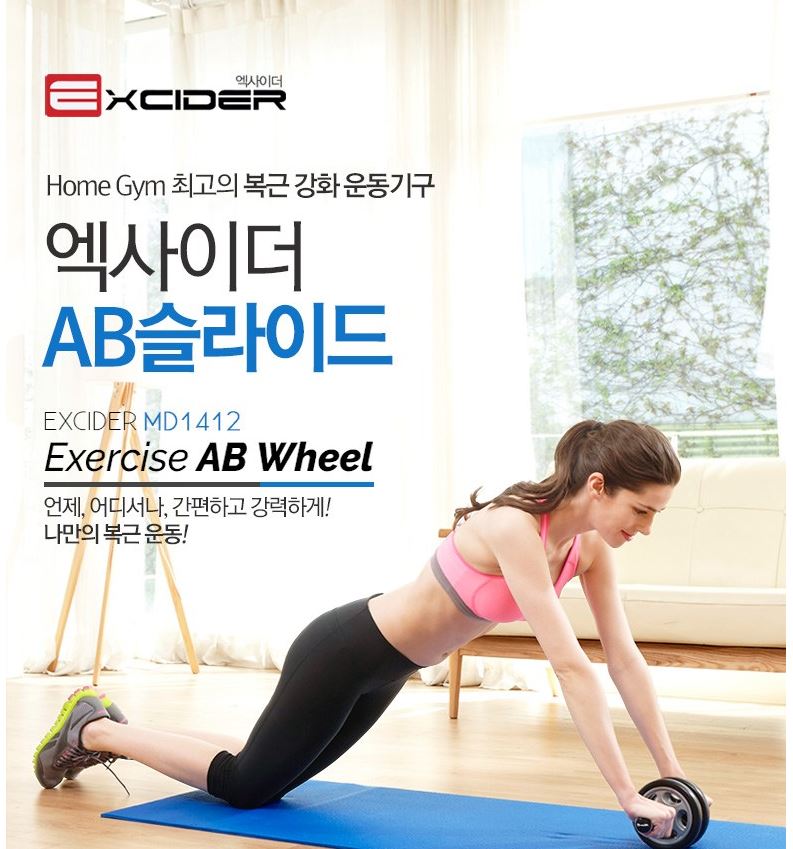 엑사이더
EXCIDER
Home Gym 최고의 복근 강화 운동기구
엑사이더
AB슬라이드
EXCIDER MD1412
Exercise AB Wheel
언제, 어디서나, 간편하고 강력하게!
나만의 복근 운동!